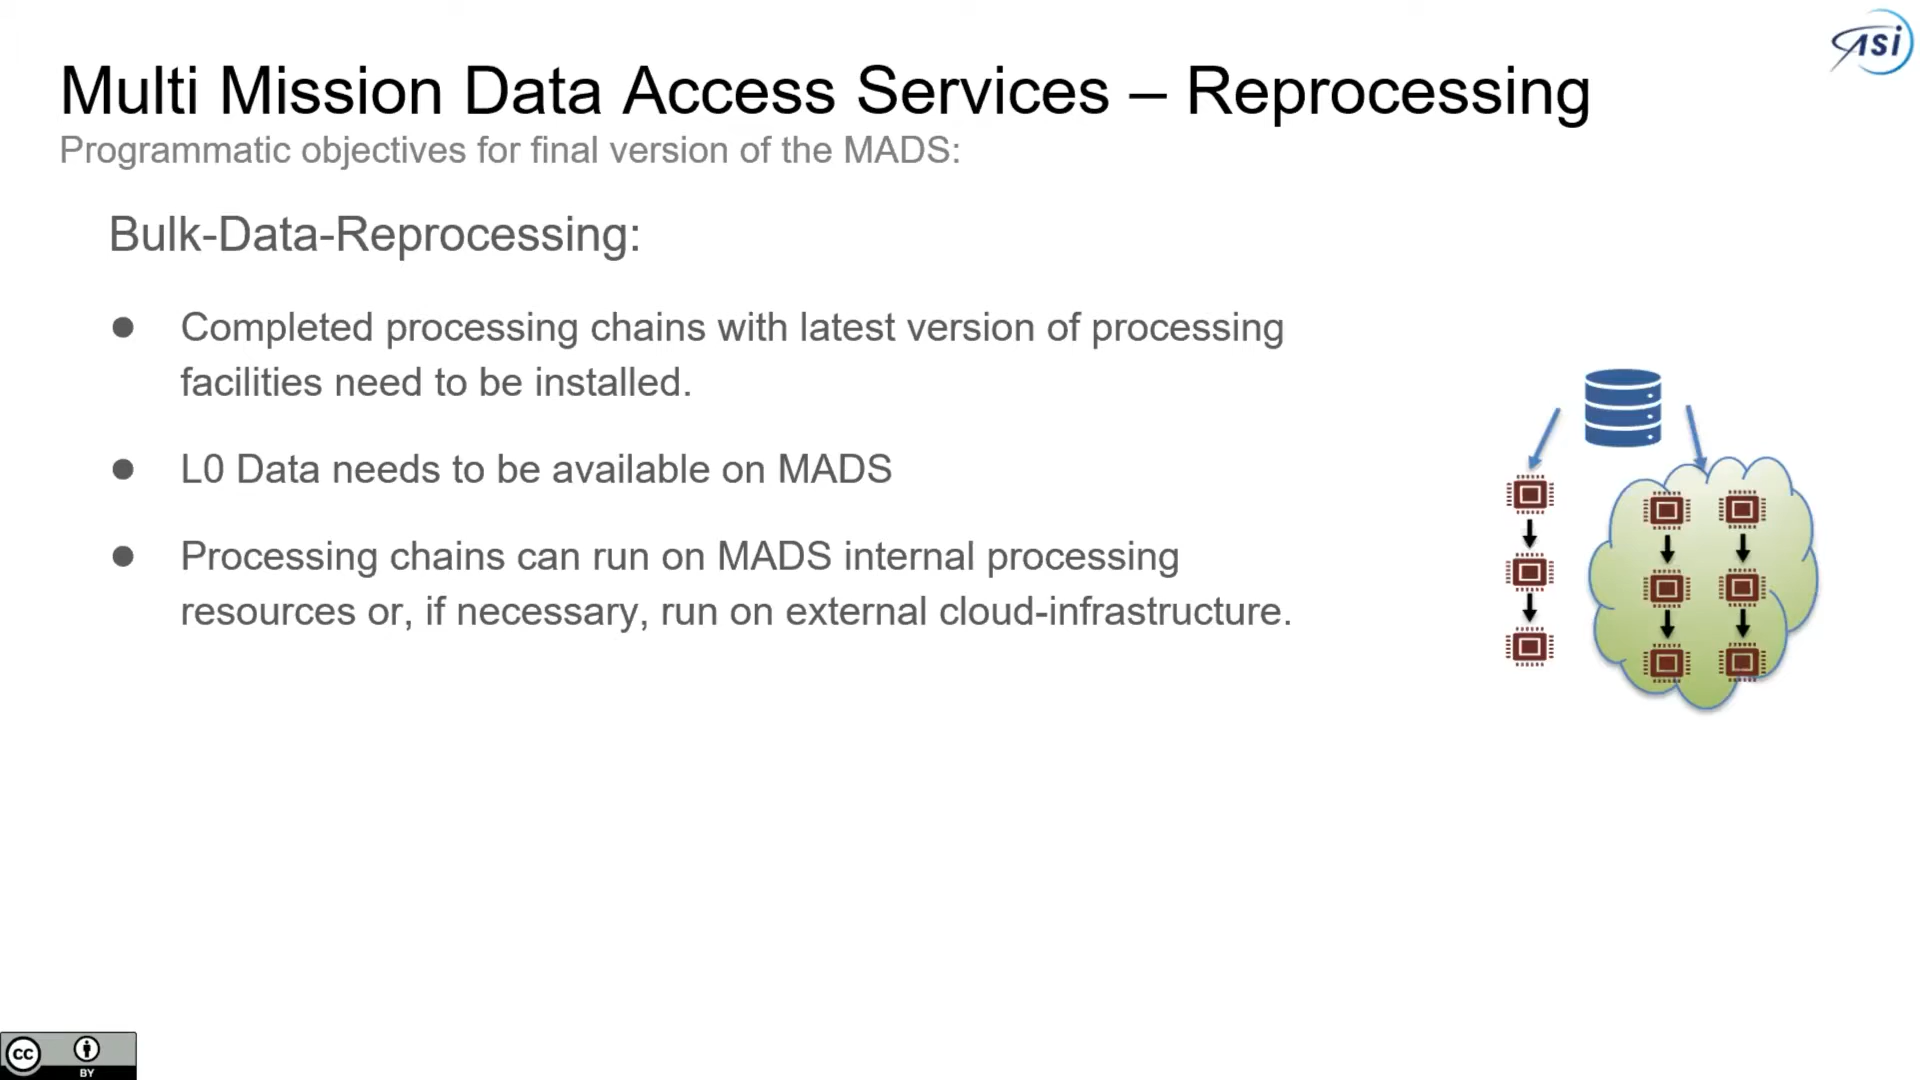 asi
Multi Mission Data Access Services – Reprocessing
Programmatic objectives for final version of the MADS:
Bulk-Data-Reprocessing:
● Completed processing chains with latest version of processing
facilities need to be installed.
● L0 Data needs to be available on MADS
● Processing chains can run on MADS internal processing
resources or, if necessary, run on external cloud-infrastructure.
cc
BY